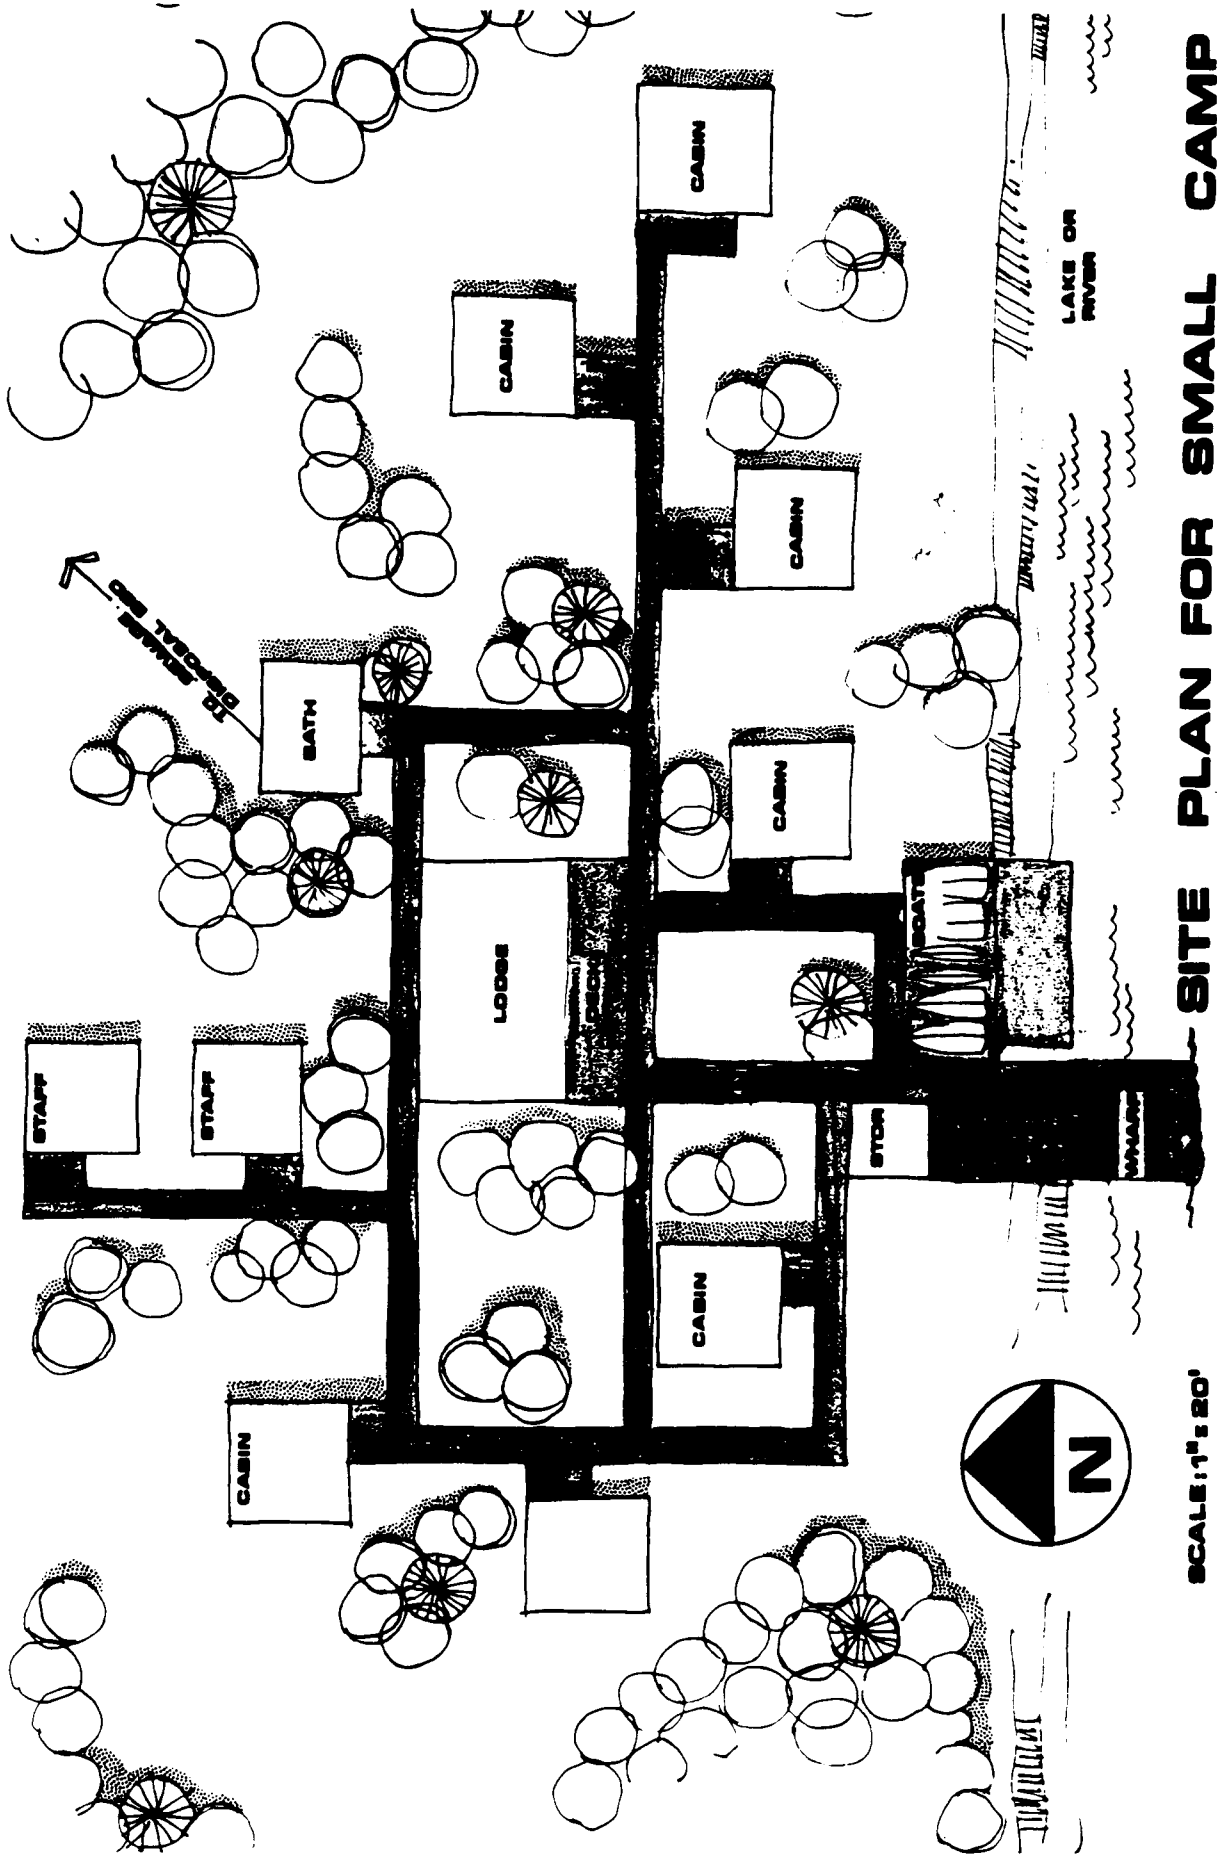 TO SEWAGE
DISPOSAL BED
STAFF
STAFF
BATH
CABIN
CABIN
CABIN
CABIN
CABIN
CABIN
LODGE
DECK
STOR
BOATS
WHARF
LAKE OR
RIVER
N
SCALE: 1" = 20'
SITE PLAN FOR SMALL CAMP